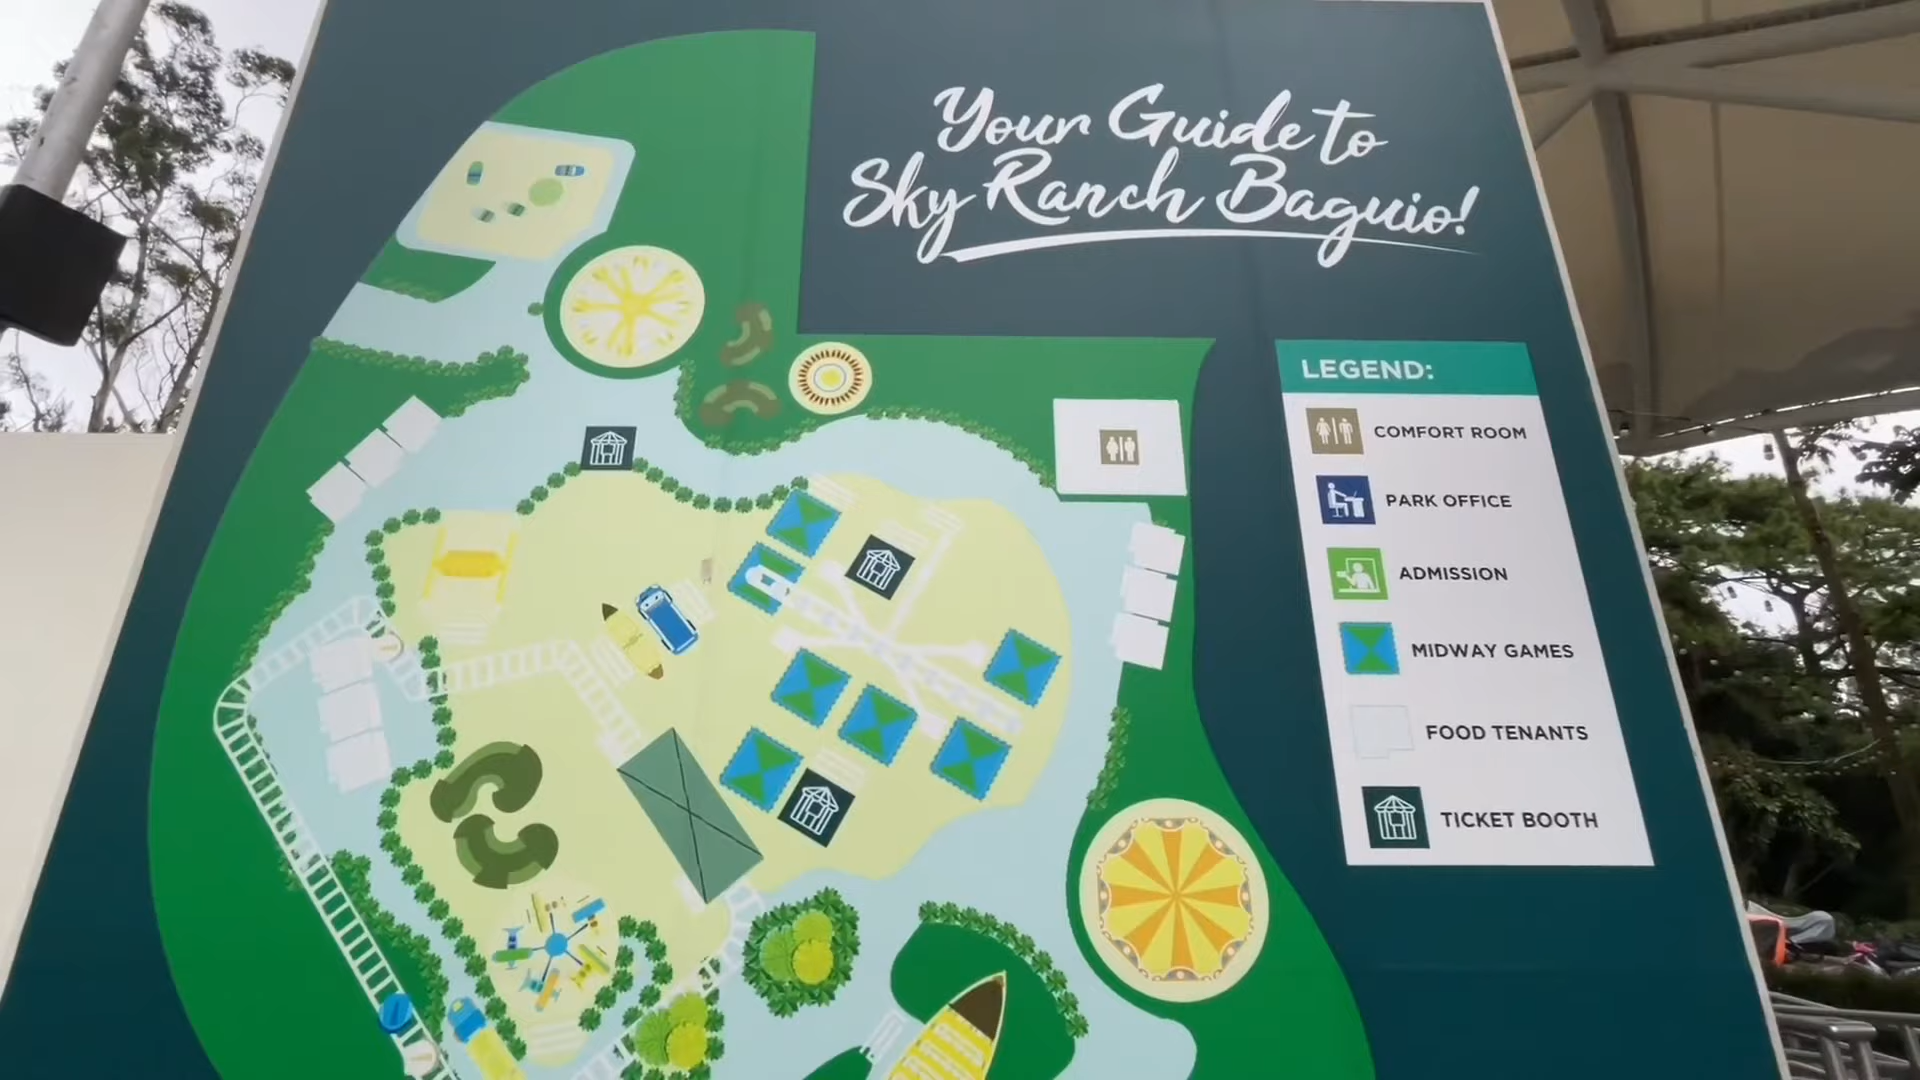 Your Guide to
Sky Ranch Baguio!
LEGEND:
COMFORT ROOM
PARK OFFICE
ADMISSION
MIDWAY GAMES
FOOD TENANTS
TICKET BOOTH